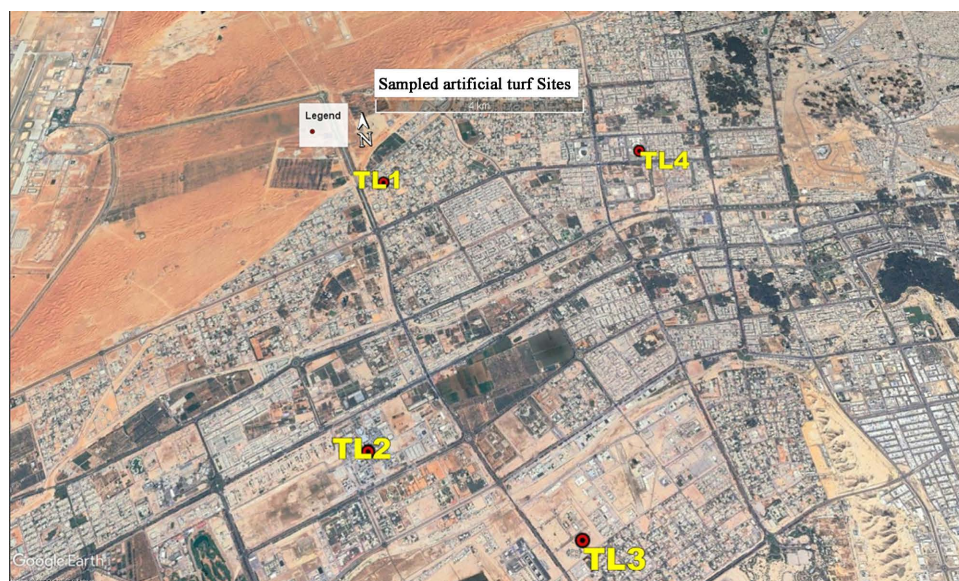 Sampled artificial turf Sites
4 km
Legend
N
TL4
TL1
TL2
TL3
Google Earth